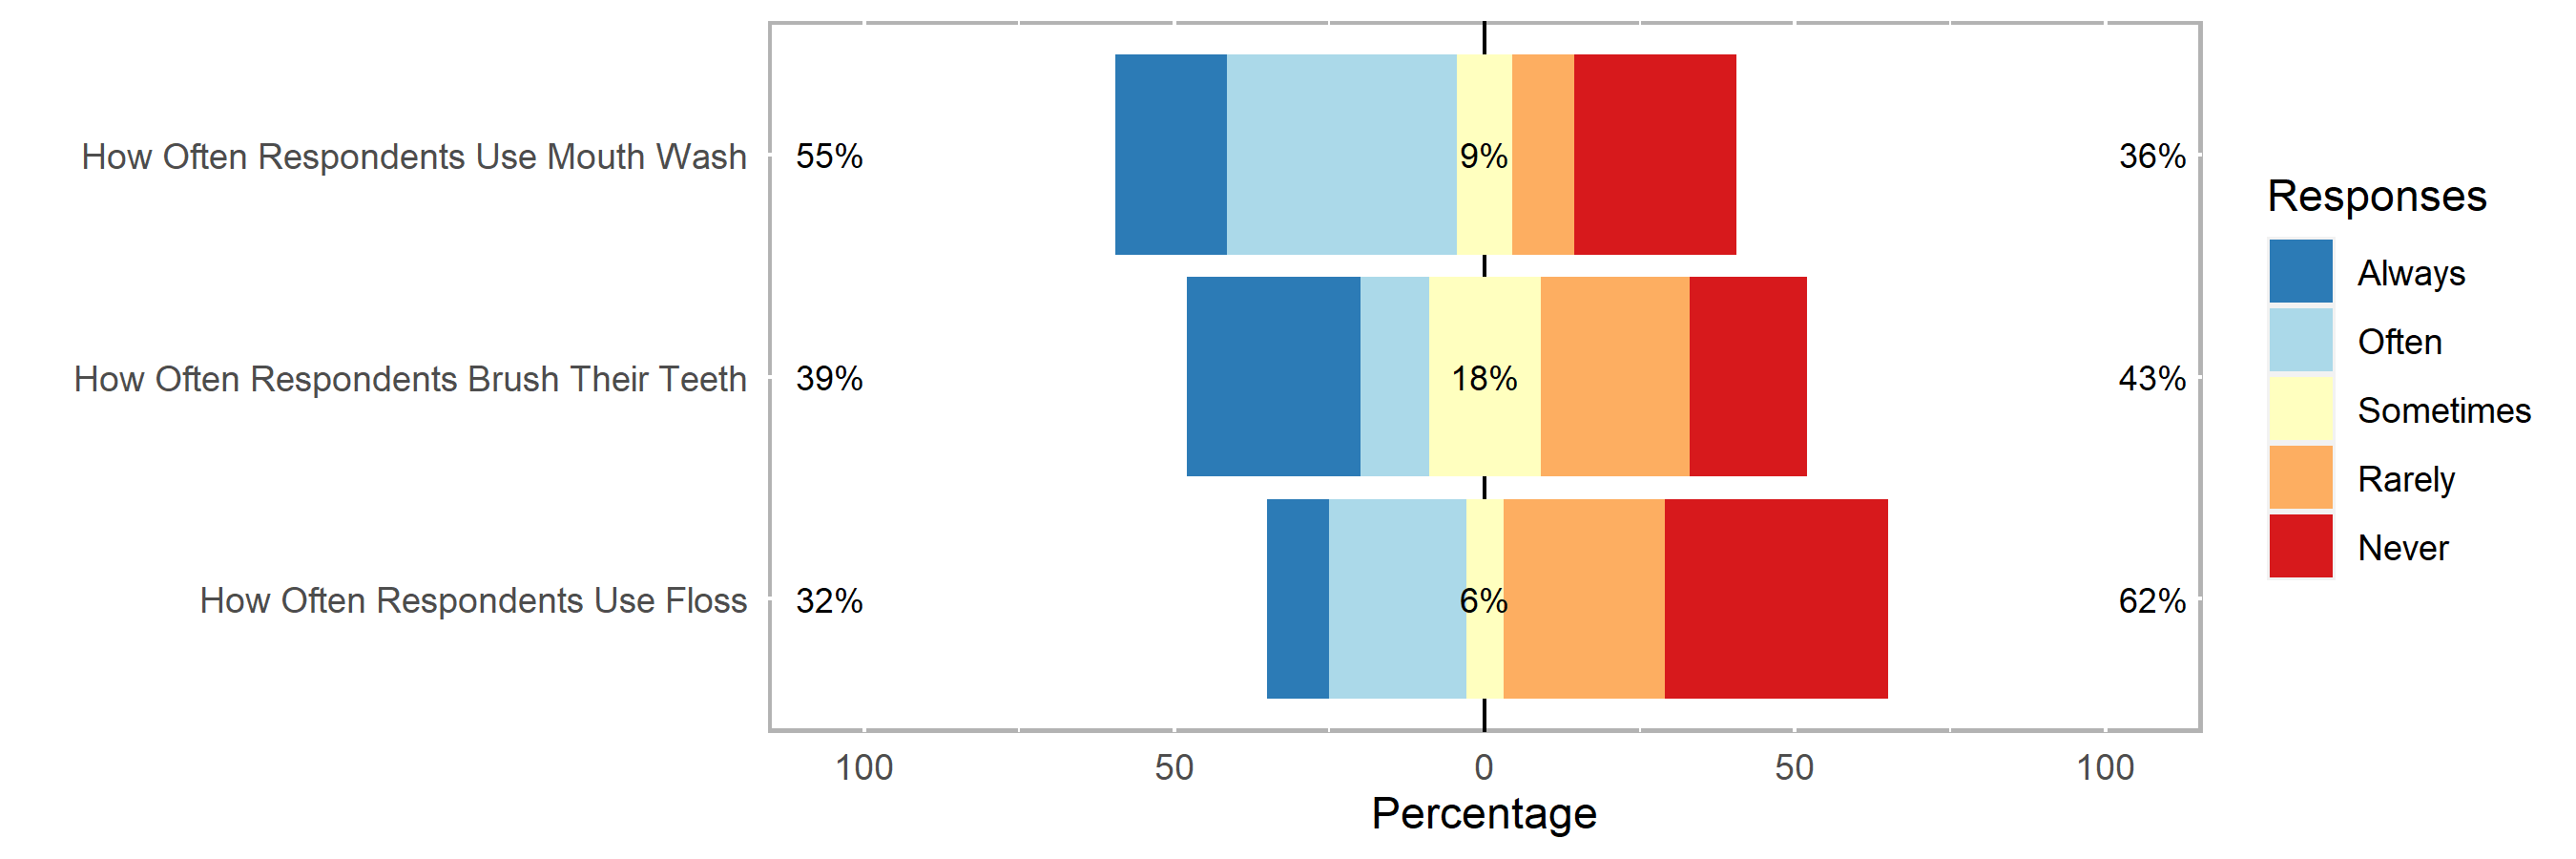 How Often Respondents Use Mouth Wash 55% 9% 36%
How Often Respondents Brush Their Teeth 39% 18% 43%
How Often Respondents Use Floss 32% 6% 62%
100 50 0 50 100
Percentage
Responses
Always
Often
Sometimes
Rarely
Never